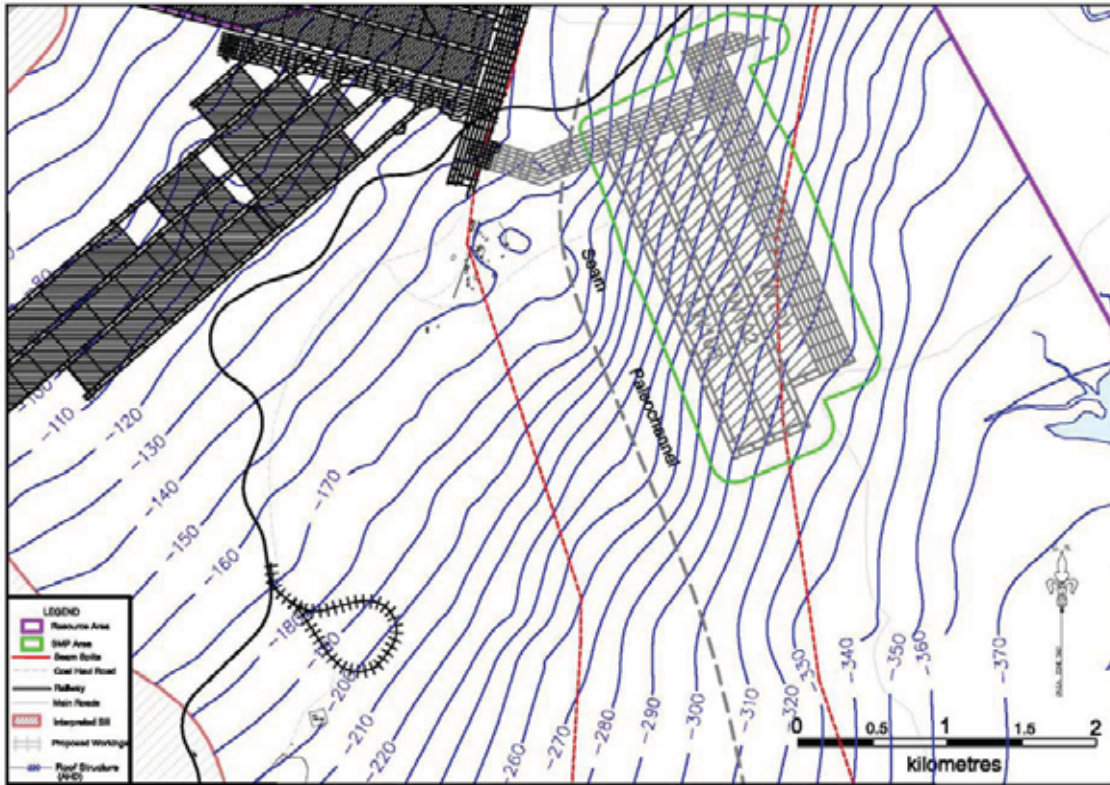 Seam
Paleochannel
80
-100
-110
-120
-130
-140
-150
-160
-170
-180
-200
-210
-220
-260
-270
-280
-290
-300
-310
-320
-330
-340
-350
-360
-370
LEGEND
Resource Area
SMP Area
Seam Splits
Coal Haul Road
Railway
Main Roads
Interpreted Sill
Proposed Workings
Roof Structure
(AHD)
0 0.5 1 1.5 2
kilometres